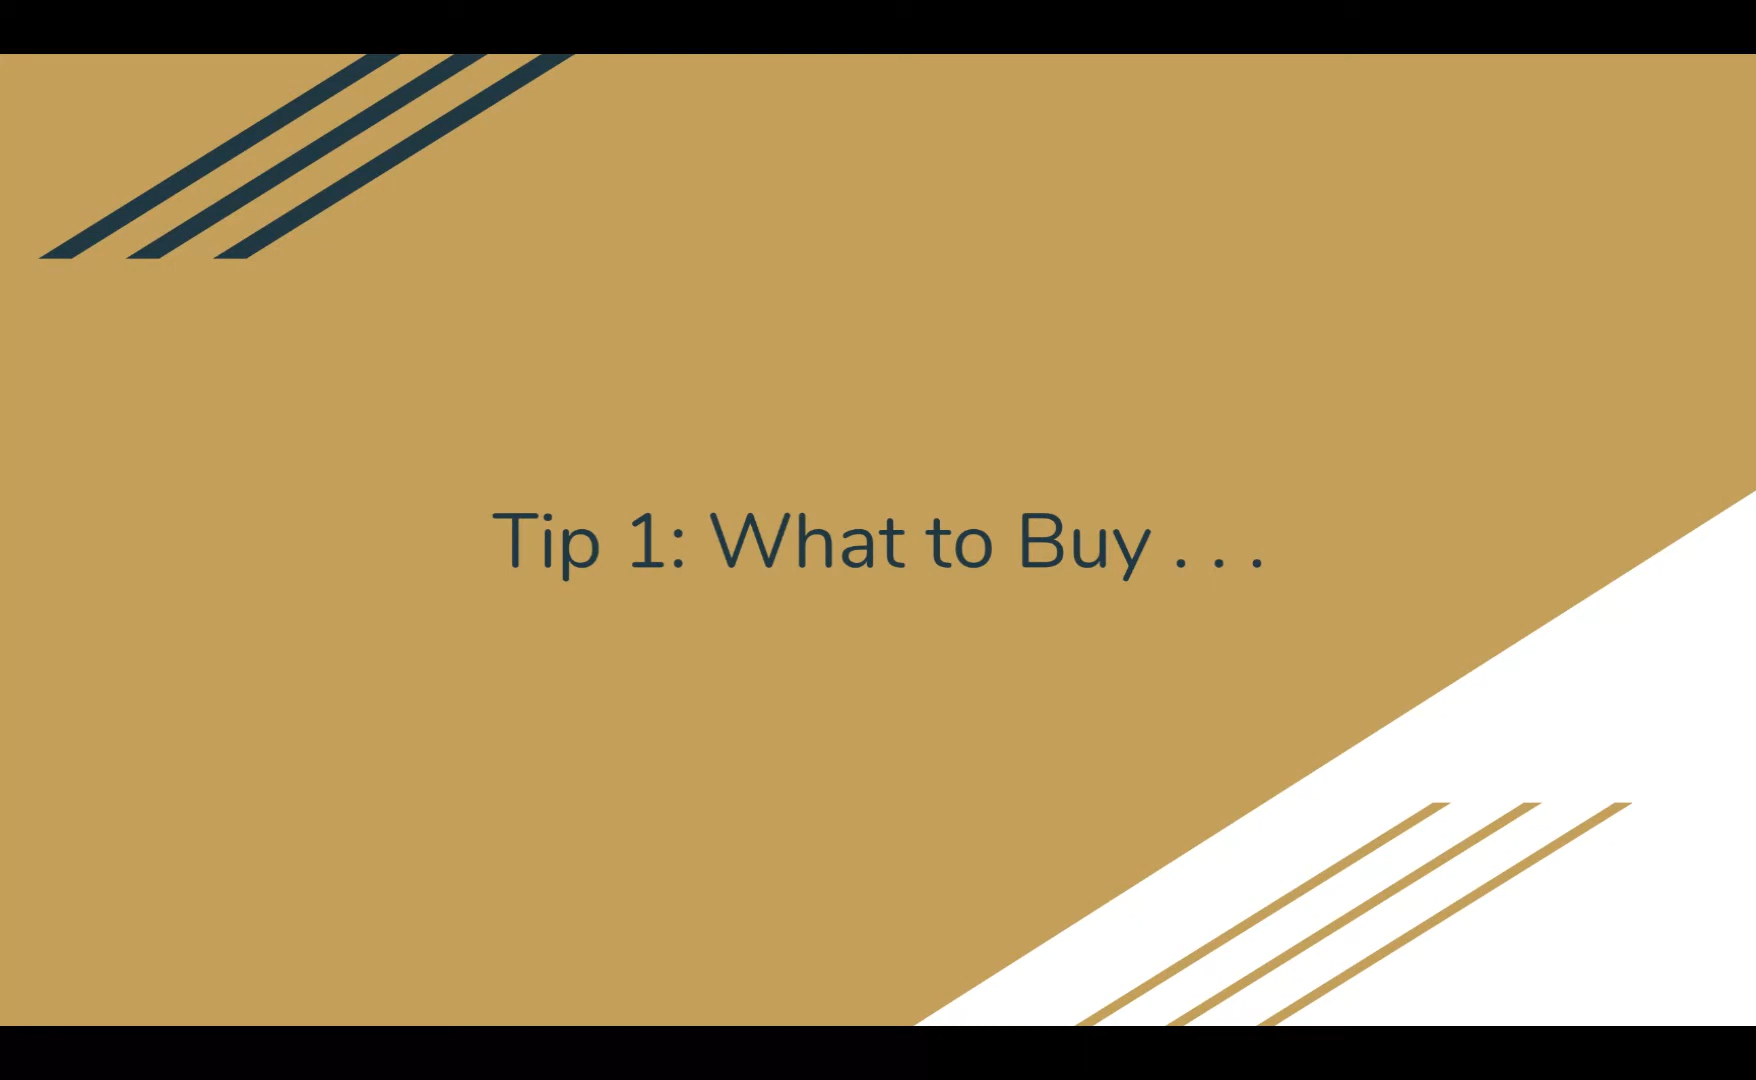 Tip 1: What to Buy . . .